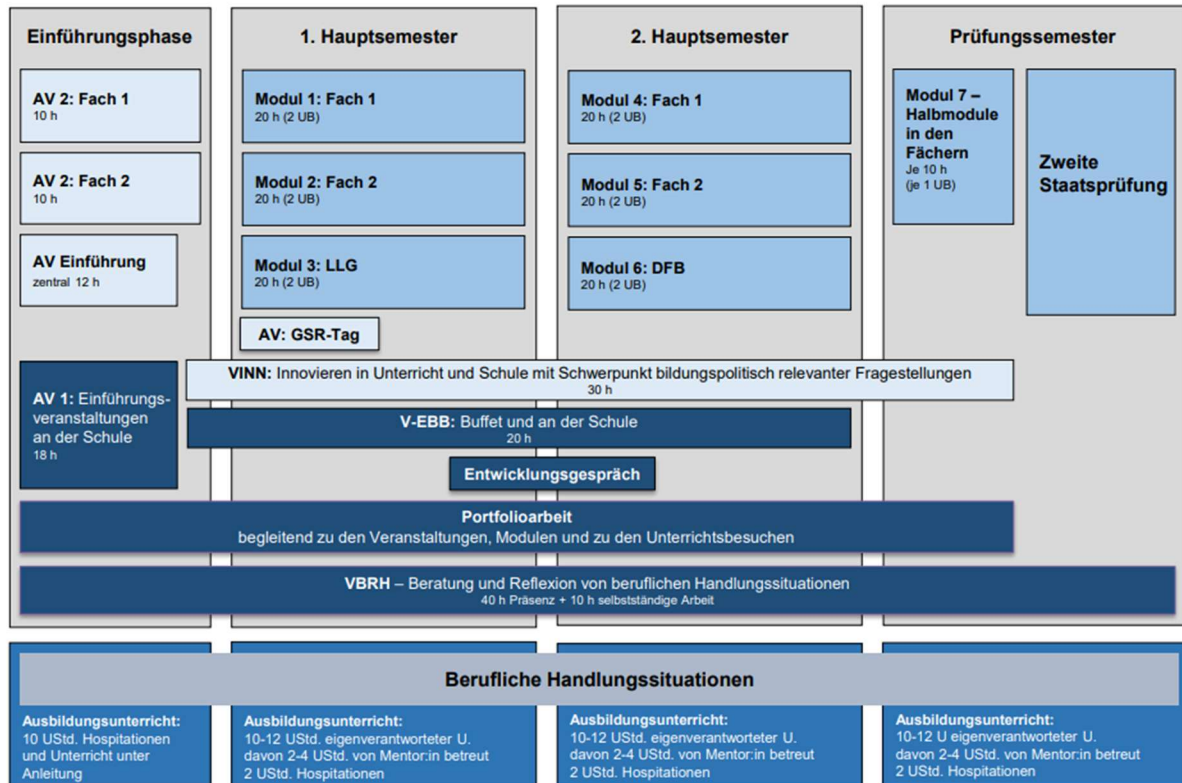 Einführungsphase
1. Hauptsemester
2. Hauptsemester
Prüfungssemester
AV 2: Fach 1
10 h
AV 2: Fach 2
10 h
AV Einführung
zentral 12 h
AV 1: Einführungs-
veranstaltungen
an der Schule
18 h
Modul 1: Fach 1
20 h (2 UB)
Modul 2: Fach 2
20 h (2 UB)
Modul 3: LLG
20 h (2 UB)
AV: GSR-Tag
Modul 4: Fach 1
20 h (2 UB)
Modul 5: Fach 2
20 h (2 UB)
Modul 6: DFB
20 h (2 UB)
Modul 7 –
Halbmodule
in den
Fächern
Je 10 h
(je 1 UB)
Zweite
Staatsprüfung
VINN: Innovieren in Unterricht und Schule mit Schwerpunkt bildungspolitisch relevanter Fragestellungen
30 h
V-EBB: Buffet und an der Schule
20 h
Entwicklungsgespräch
Portfolioarbeit
begleitend zu den Veranstaltungen, Modulen und zu den Unterrichtsbesuchen
VBRH – Beratung und Reflexion von beruflichen Handlungssituationen
40 h Präsenz + 10 h selbstständige Arbeit
Berufliche Handlungssituationen
Ausbildungsunterricht:
10 UStd. Hospitationen
und Unterricht unter
Anleitung
Ausbildungsunterricht:
10-12 UStd. eigenverantworteter U.
davon 2-4 UStd. von Mentor:in betreut
2 UStd. Hospitationen
Ausbildungsunterricht:
10-12 UStd. eigenverantworteter U.
davon 2-4 UStd. von Mentor:in betreut
2 UStd. Hospitationen
Ausbildungsunterricht:
10-12 U eigenverantworteter U.
davon 2-4 UStd. von Mentor:in betreut
2 UStd. Hospitationen